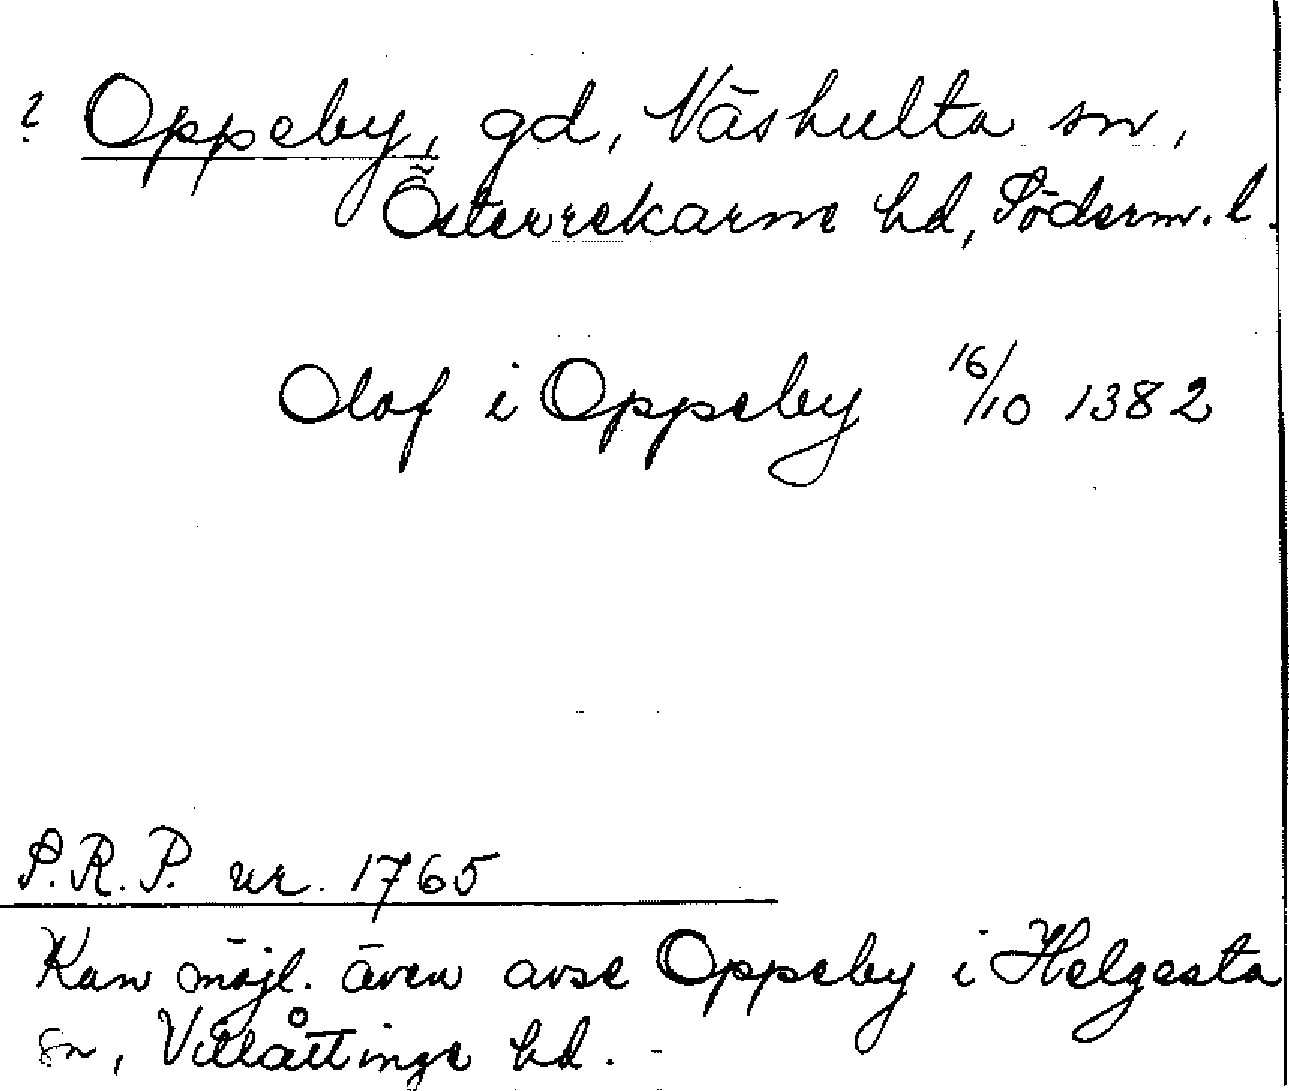 ? Oppeby, gd, Näshulta sn,
Österrekarne hd, Söderm. l.
Olof i Oppeby 16/10 1382
S.R.P. nr. 1765
Kan möjl. även avse Oppeby i Helgesta
sn, Villåttinge hd.